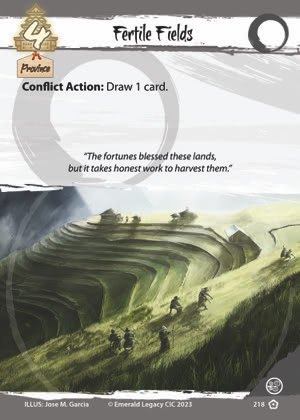 4
Fertile Fields
Province
Conflict Action: Draw 1 card.
"The fortunes blessed these lands,
but it takes honest work to harvest them."
ILLUS: Jose M. Garcia © Emerald Legacy CIC 2023 218